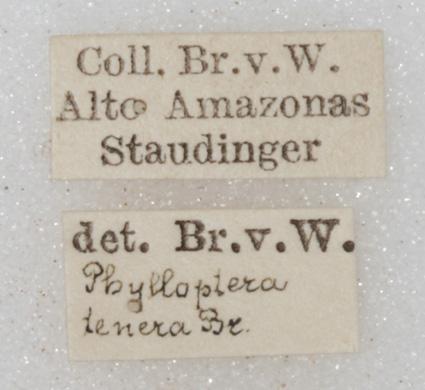 Coll. Br.v.W.
Alto Amazonas
Staudinger
det. Br.v.W.
Phylloptera
tenera Br.